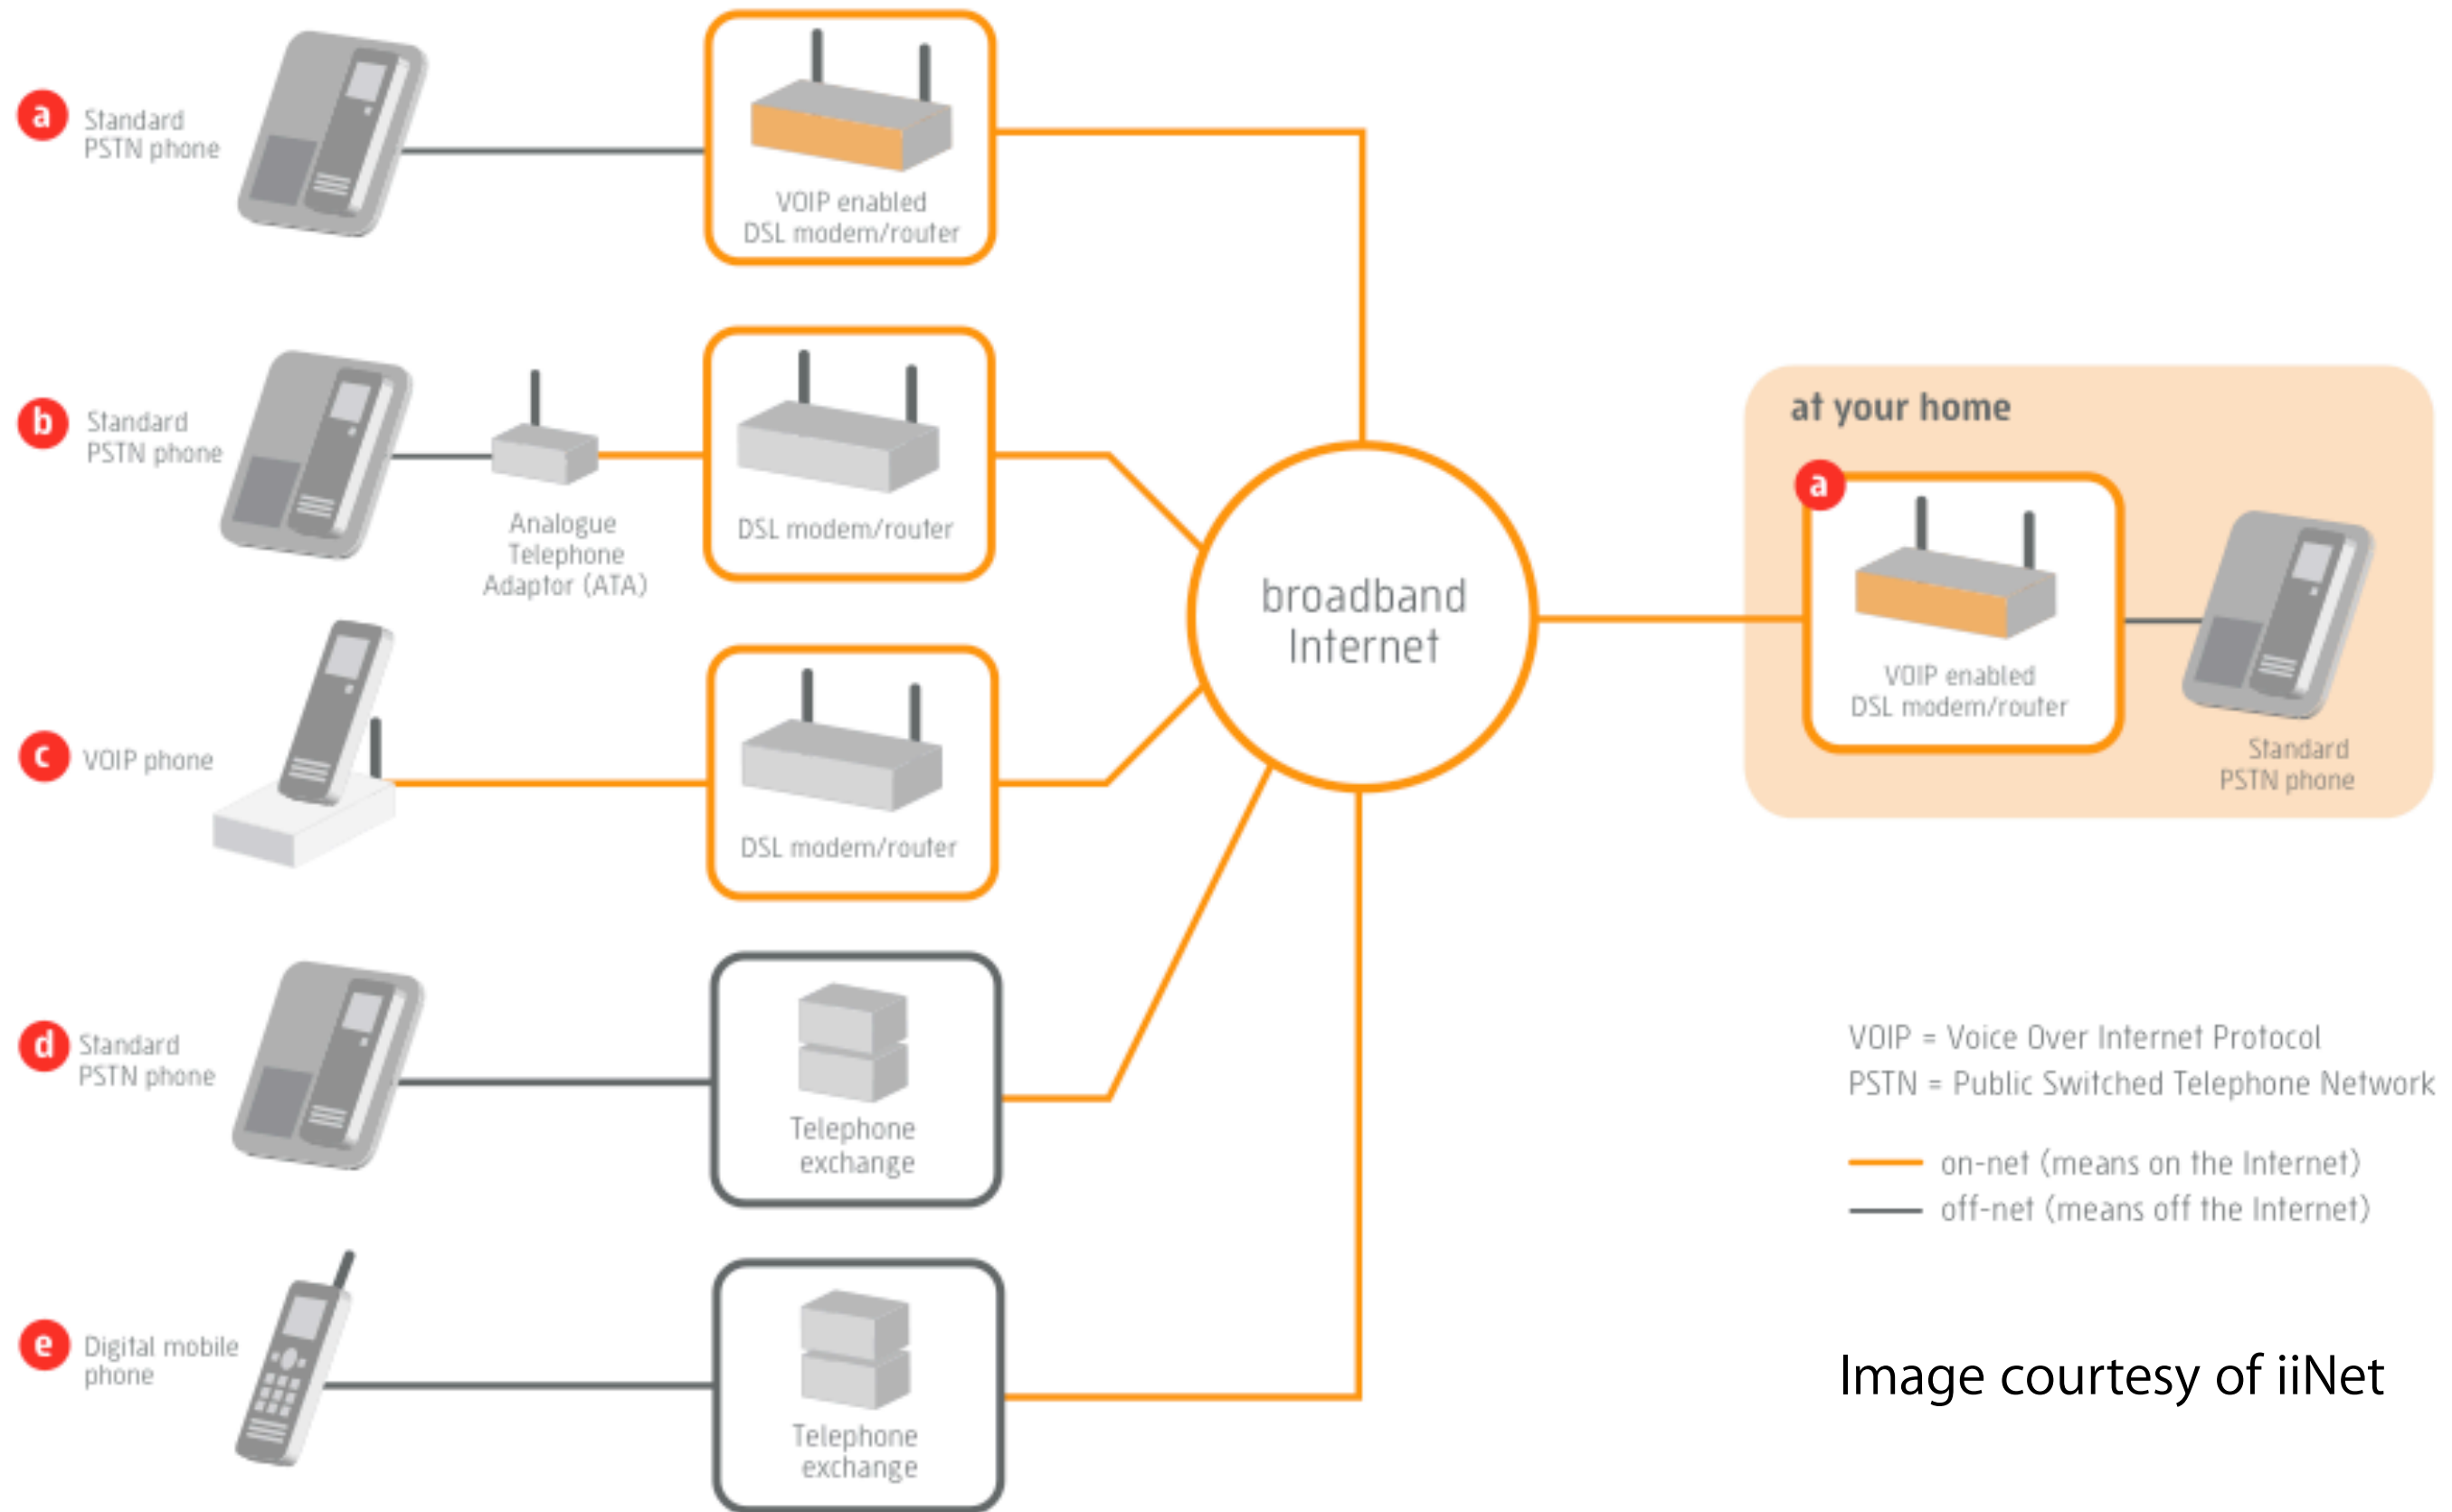 a
Standard
PSTN phone
VOIP enabled
DSL modem/router
b
Standard
PSTN phone
Analogue
Telephone
Adaptor (ATA)
DSL modem/router
c
VOIP phone
DSL modem/router
d
Standard
PSTN phone
Telephone
exchange
e
Digital mobile
phone
Telephone
exchange
broadband
Internet
at your home
a
VOIP enabled
DSL modem/router
Standard
PSTN phone
VOIP = Voice Over Internet Protocol
PSTN = Public Switched Telephone Network
on-net (means on the Internet)
off-net (means off the Internet)
Image courtesy of iiNet